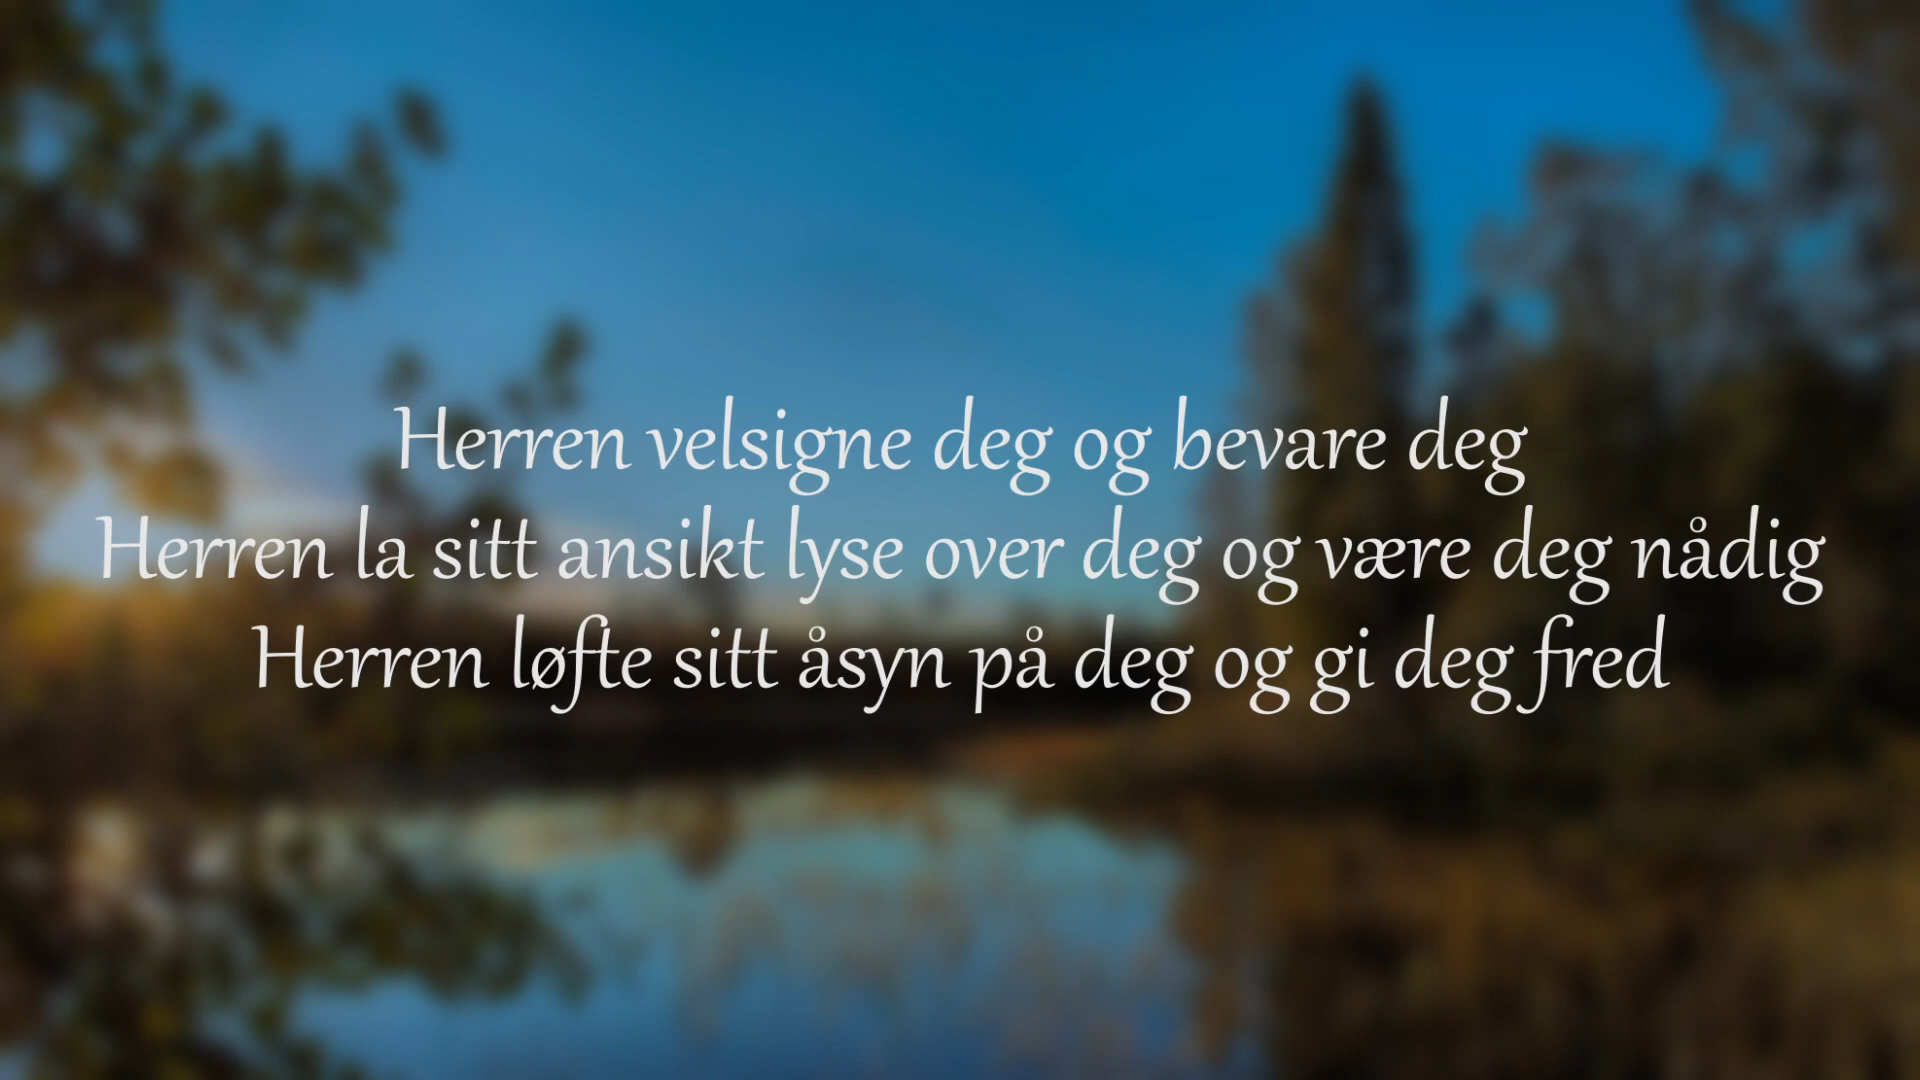 Herren velsigne deg og bevare deg
Herren la sitt ansikt lyse over deg og være deg nådig
Herren løfte sitt åsyn på deg og gi deg fred